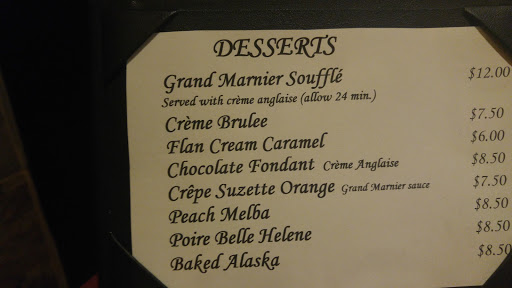 DESSERTS
Grand Marnier Soufflé $12.00
Served with crème anglaise (allow 24 min.)
Crème Brulee $7.50
Flan Cream Caramel $6.00
Chocolate Fondant Crème Anglaise $8.50
Crêpe Suzette Orange Grand Marnier sauce $7.50
Peach Melba $8.50
Poire Belle Helene $8.50
Baked Alaska $8.50